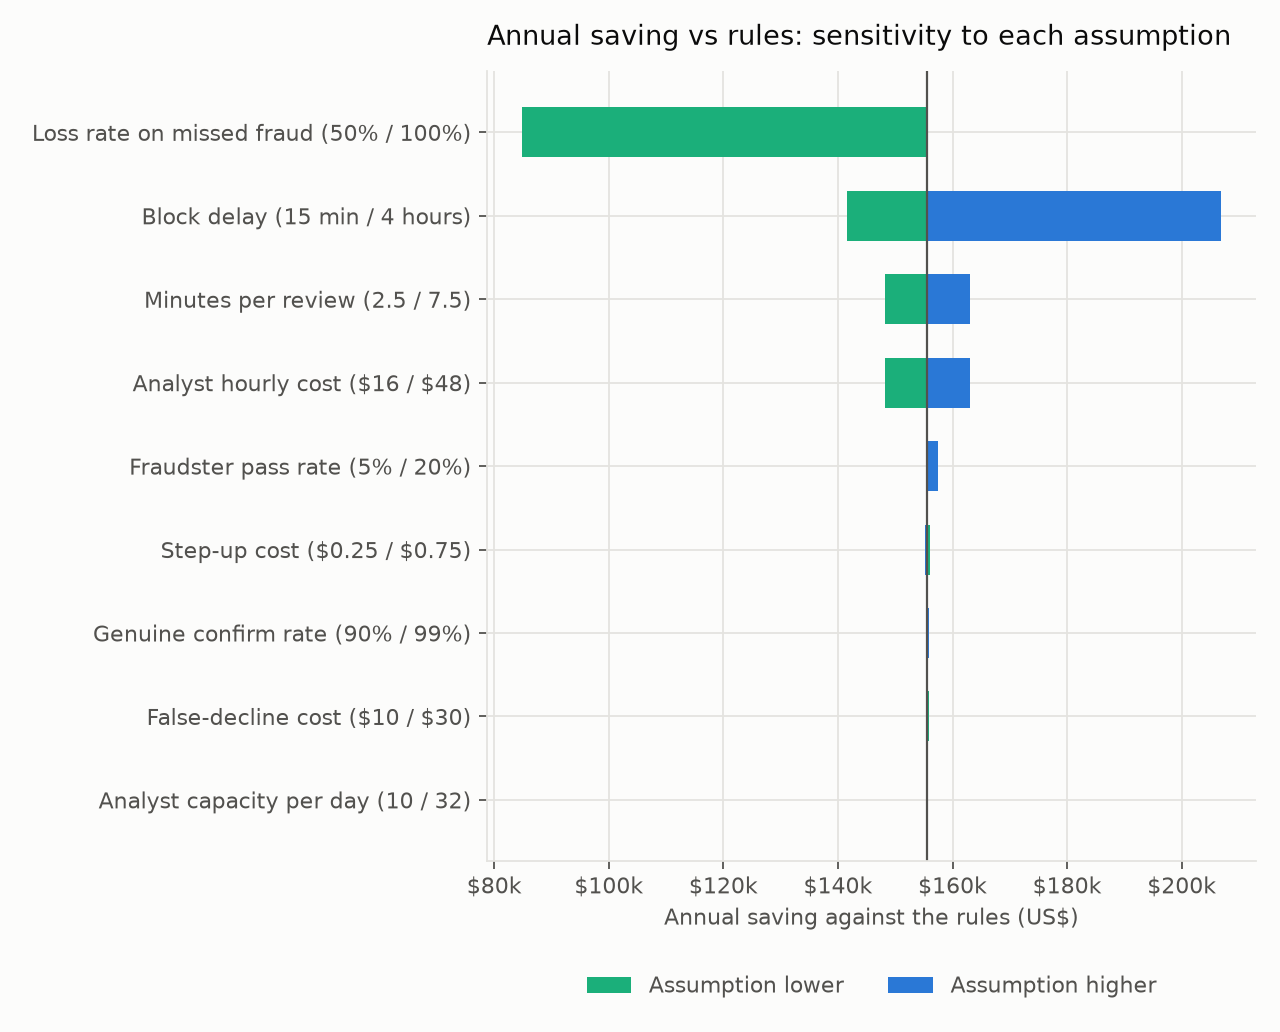 Annual saving vs rules: sensitivity to each assumption
Loss rate on missed fraud (50% / 100%)
Block delay (15 min / 4 hours)
Minutes per review (2.5 / 7.5)
Analyst hourly cost ($16 / $48)
Fraudster pass rate (5% / 20%)
Step-up cost ($0.25 / $0.75)
Genuine confirm rate (90% / 99%)
False-decline cost ($10 / $30)
Analyst capacity per day (10 / 32)
$80k $100k $120k $140k $160k $180k $200k
Annual saving against the rules (US$)
Assumption lower Assumption higher